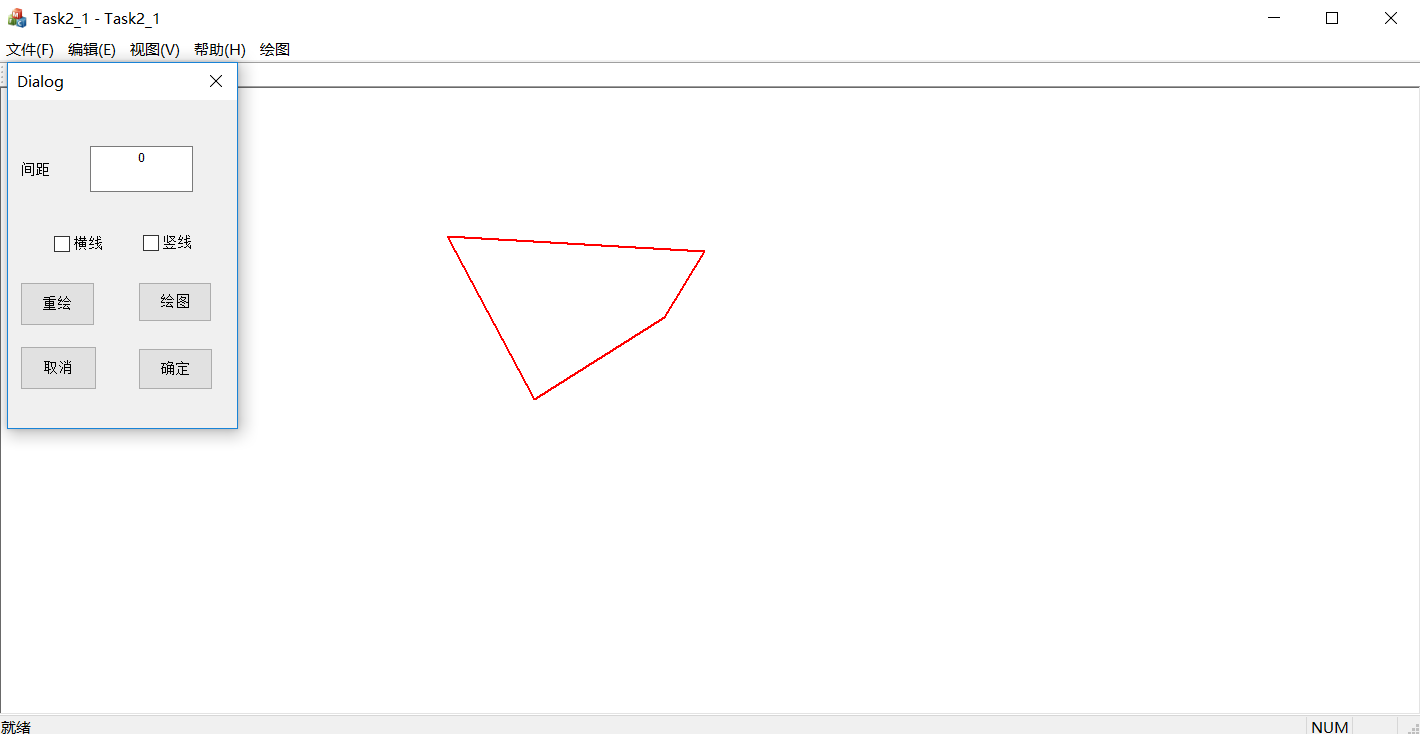 Task2_1 - Task2_1
文件(F) 编辑(E) 视图(V) 帮助(H) 绘图
Dialog
间距
0
横线 竖线
重绘 绘图
取消 确定
就绪 NUM